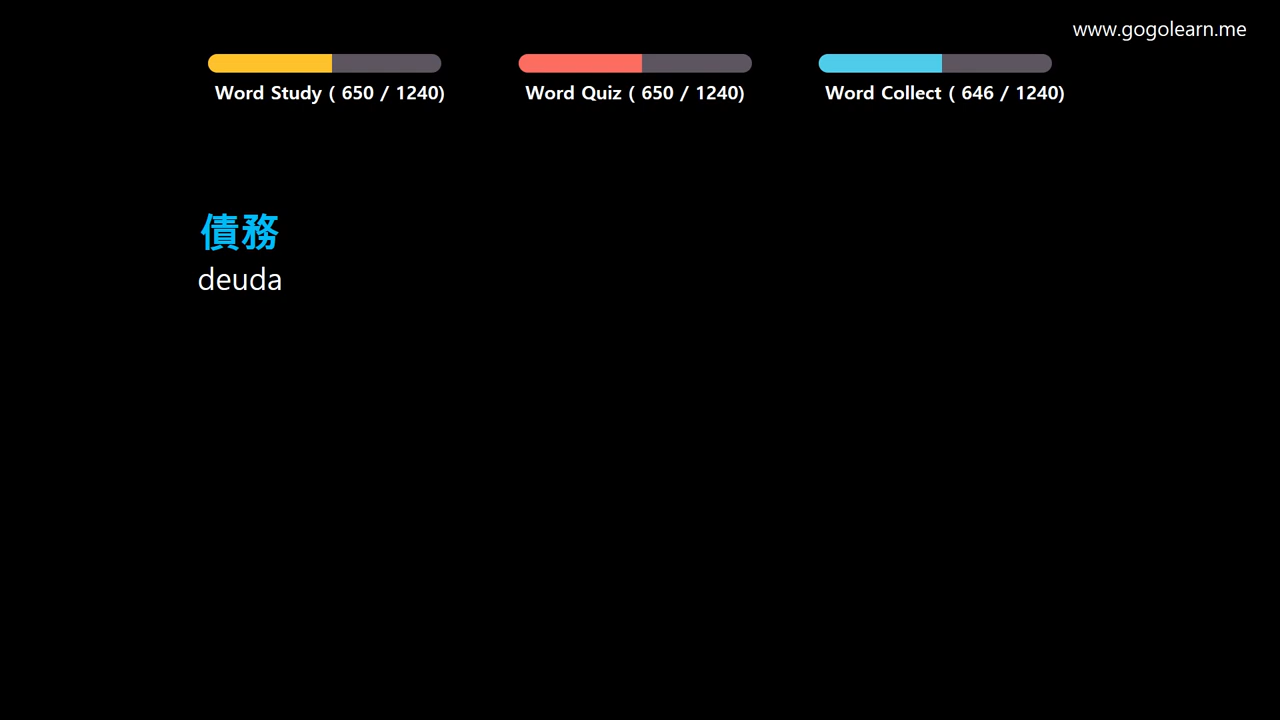 www.gogolearn.me
Word Study ( 650 / 1240)
Word Quiz ( 650 / 1240)
Word Collect ( 646 / 1240)
債務
deuda